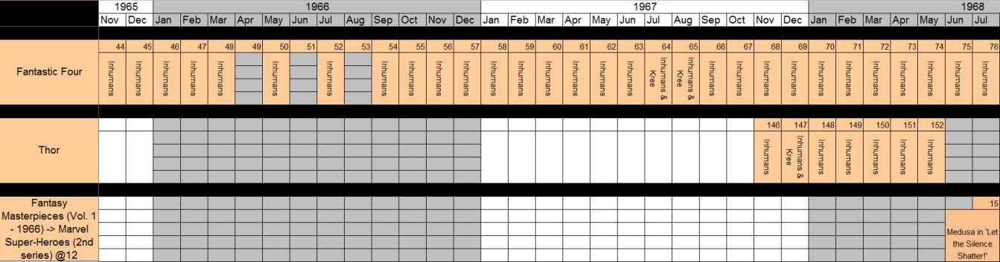 1965 1966 1967 1968
Nov Dec Jan Feb Mar Apr May Jun Jul Aug Sep Oct Nov Dec Jan Feb Mar Apr May Jun Jul Aug Sep Oct Nov Dec Jan Feb Mar Apr May Jun Jul
44 45 46 47 48 49 50 51 52 53 54 55 56 57 58 59 60 61 62 63 64 65 66 67 68 69 70 71 72 73 74 75 76
Fantastic Four
Inhumans Inhumans Inhumans Inhumans Inhumans Inhumans Inhumans Inhumans Inhumans Inhumans Inhumans Inhumans Inhumans Inhumans Inhumans Inhumans Inhumans Inhumans & Kree Inhumans & Kree Inhumans Inhumans Inhumans Inhumans Inhumans Inhumans Inhumans Inhumans Inhumans Inhumans Inhumans
146 147 148 149 150 151 152
Thor
Inhumans Inhumans & Kree Inhumans Inhumans Inhumans Inhumans Inhumans
Fantasy
Masterpieces (Vol. 1
- 1966) -> Marvel
Super-Heroes (2nd
series) @12
15
Medusa in 'Let
the Silence
Shatter!'